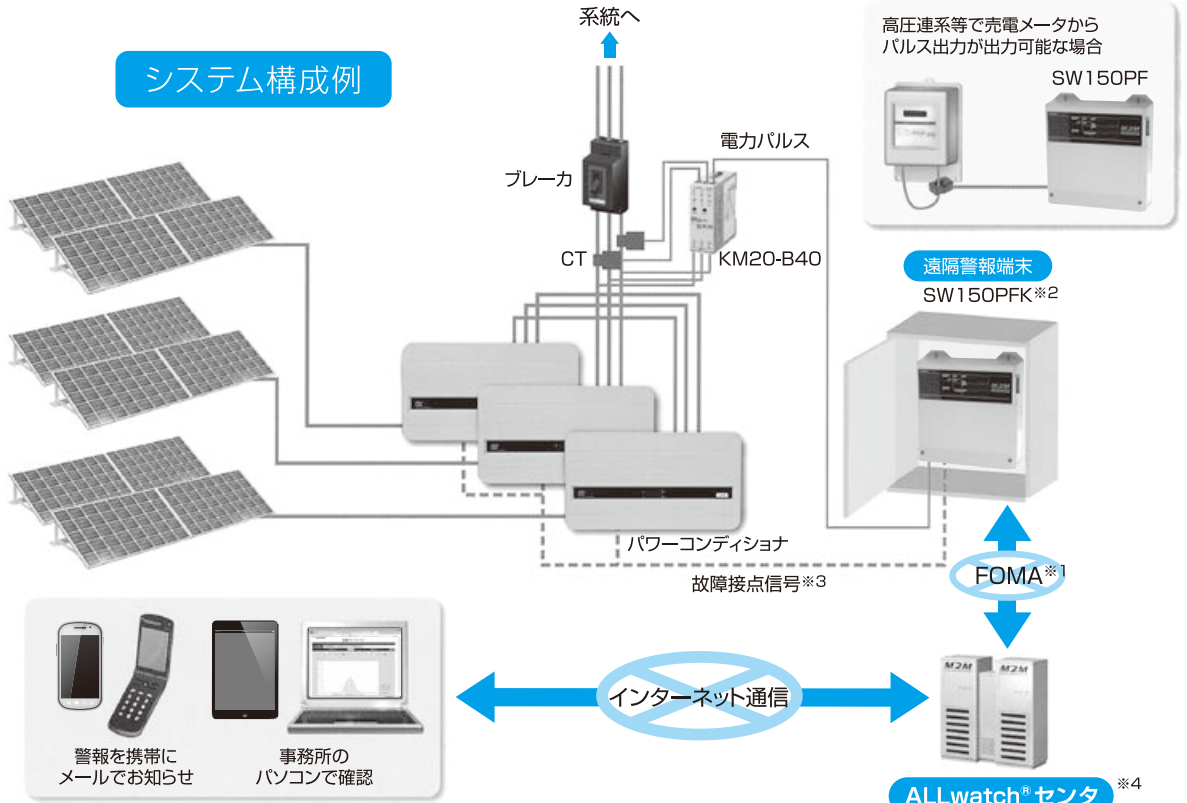 システム構成例
系統へ
高圧連系等で売電メータから
パルス出力が出力可能な場合
SW150PF
電力パルス
ブレーカ
CT
KM20-B40
遠隔警報端末
SW150PFK※2
パワーコンディショナ
故障接点信号※3
FOMA※1
インターネット通信
M2M
M2M
警報を携帯に
メールでお知らせ
事務所の
パソコンで確認
ALLwatch®センタ ※4